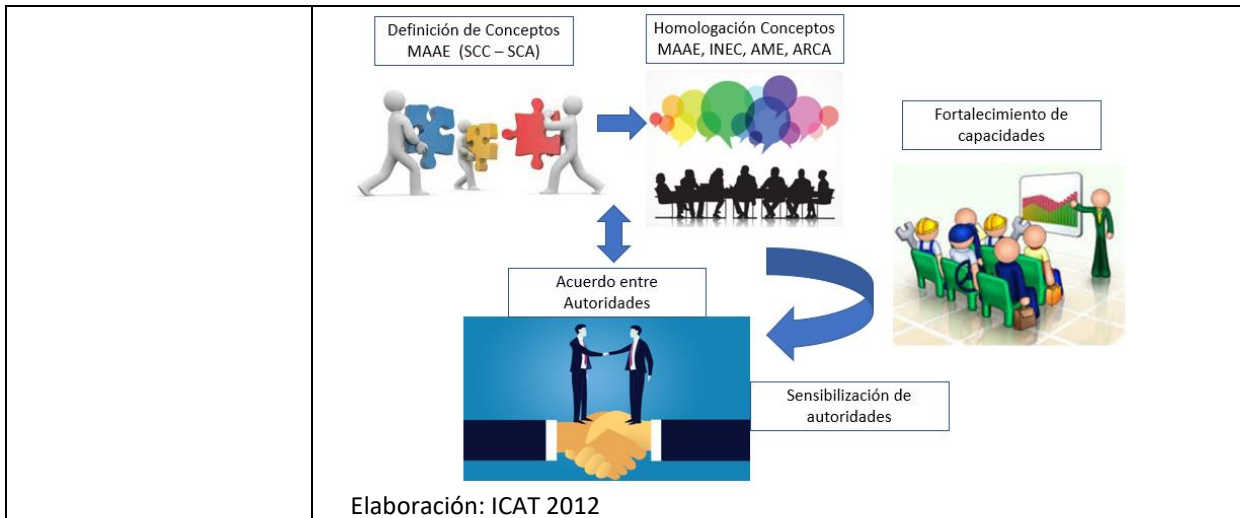 Definición de Conceptos
MAAE (SCC – SCA)
Homologación Conceptos
MAAE, INEC, AME, ARCA
Fortalecimiento de
capacidades
Acuerdo entre
Autoridades
Sensibilización de
autoridades
Elaboración: ICAT 2012